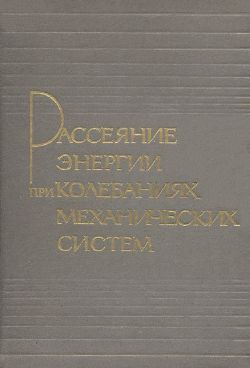 РАССЕЯНИЕ
ЭНЕРГИИ
ПРИ КОЛЕБАНИЯХ
МЕХАНИЧЕСКИХ
СИСТЕМ